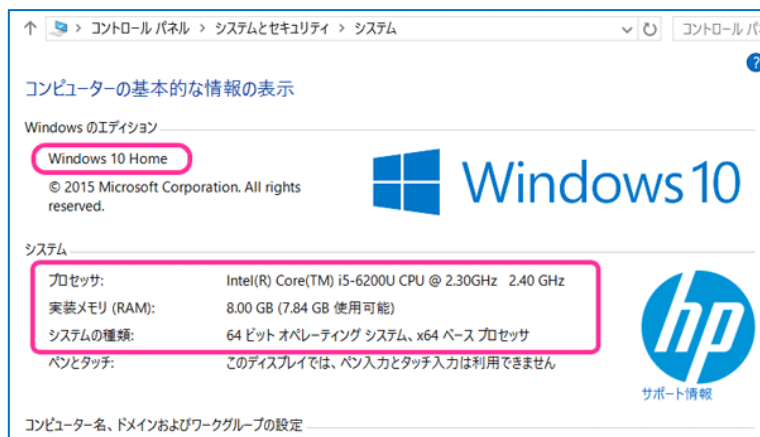 コントロール パネル > システムとセキュリティ > システム
コントロール パ
コンピューターの基本的な情報の表示
Windows のエディション
Windows 10 Home
© 2015 Microsoft Corporation. All rights
reserved.
Windows 10
システム
プロセッサ: Intel(R) Core(TM) i5-6200U CPU @ 2.30GHz 2.40 GHz
実装メモリ (RAM): 8.00 GB (7.84 GB 使用可能)
システムの種類: 64 ビット オペレーティング システム、x64 ベース プロセッサ
ペンとタッチ: このディスプレイでは、ペン入力とタッチ入力は利用できません
hp
サポート情報
コンピューター名、ドメインおよびワークグループの設定